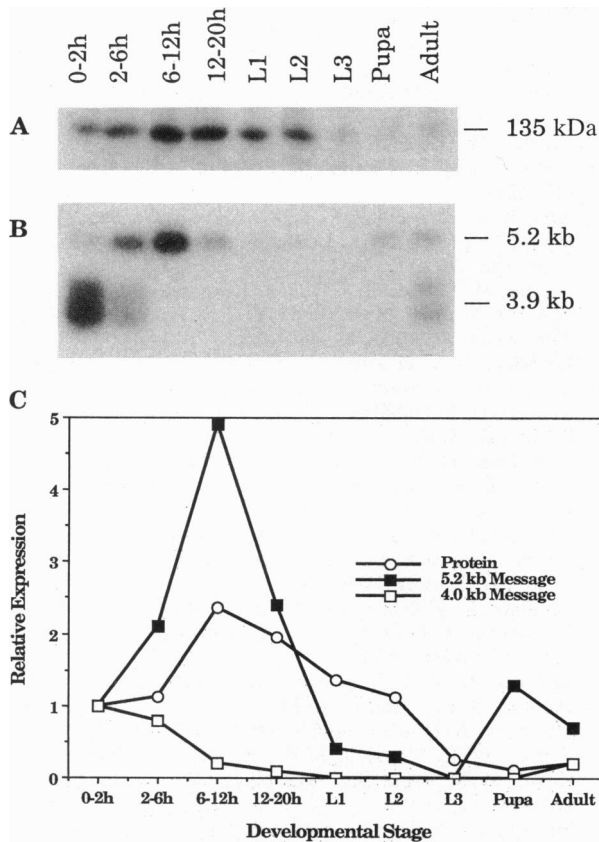 0-2h 2-6h 6-12h 12-20h L1 L2 L3 Pupa Adult
A — 135 kDa
B — 5.2 kb
— 3.9 kb
C
5
4
3
2
1
0
Relative Expression
Protein
5.2 kb Message
4.0 kb Message
0-2h 2-6h 6-12h 12-20h L1 L2 L3 Pupa Adult
Developmental Stage